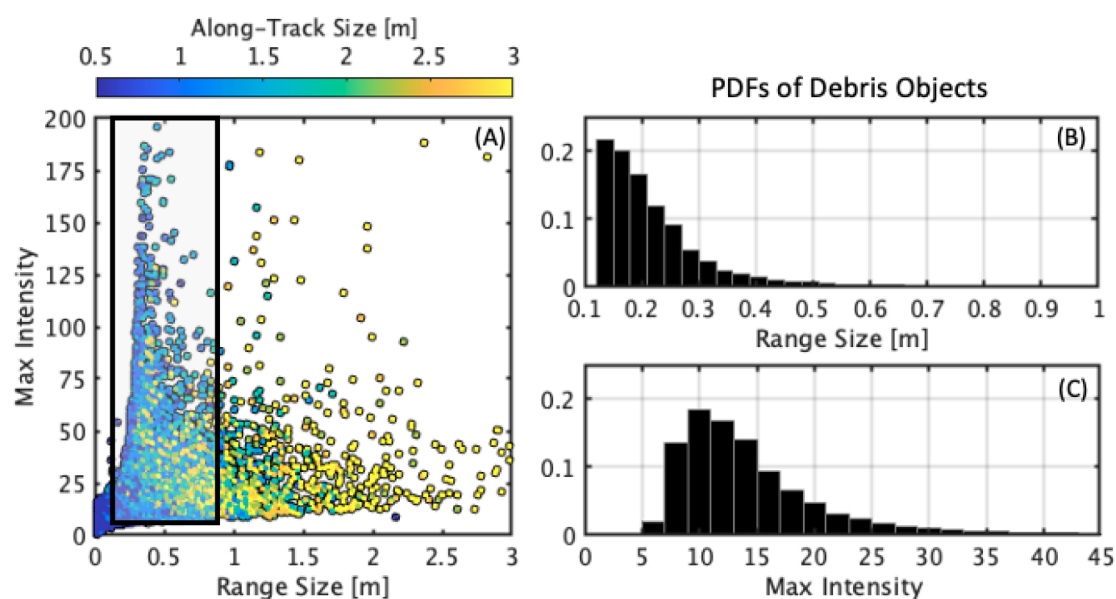 Along-Track Size [m]
0.5 1 1.5 2 2.5 3
(A)
200
175
150
125
100
75
50
25
0
Max Intensity
0 0.5 1 1.5 2 2.5 3
Range Size [m]
PDFs of Debris Objects
(B)
0.2
0.1
0
0.1 0.2 0.3 0.4 0.5 0.6 0.7 0.8 0.9 1
Range Size [m]
(C)
0.2
0.1
0
0 5 10 15 20 25 30 35 40 45
Max Intensity